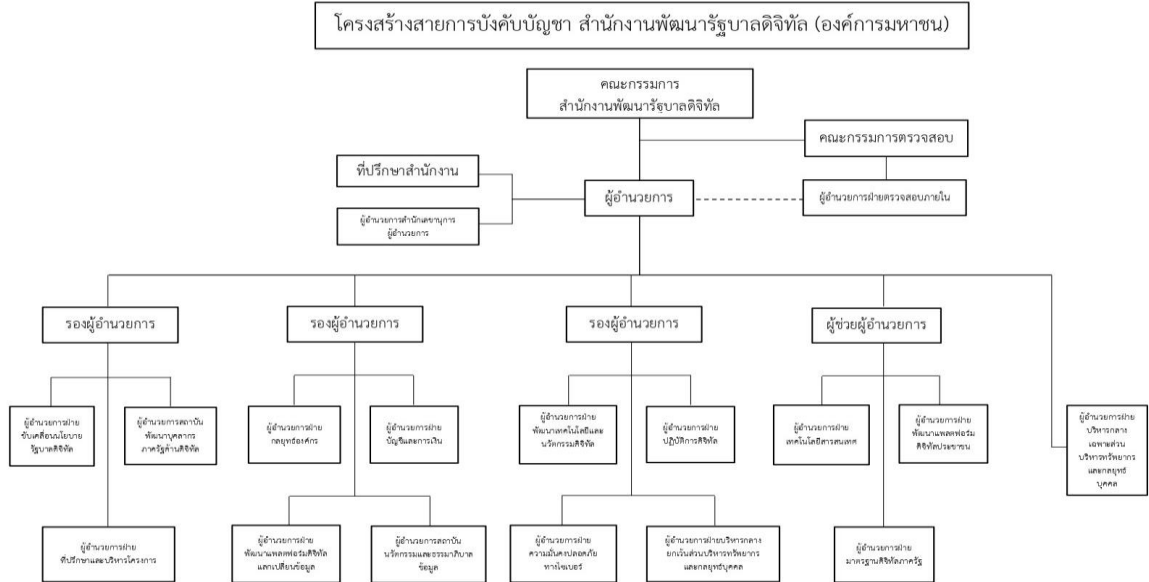 โครงสร้างสายการบังคับบัญชา สำนักงานพัฒนารัฐบาลดิจิทัล (องค์การมหาชน)
คณะกรรมการ
สำนักงานพัฒนารัฐบาลดิจิทัล
คณะกรรมการตรวจสอบ
ที่ปรึกษาสำนักงาน
ผู้อำนวยการ
ผู้อำนวยการฝ่ายตรวจสอบภายใน
ผู้อำนวยการสำนักเลขานุการ
ผู้อำนวยการ
รองผู้อำนวยการ
รองผู้อำนวยการ
รองผู้อำนวยการ
ผู้ช่วยผู้อำนวยการ
ผู้อำนวยการฝ่าย
ขับเคลื่อนนโยบาย
รัฐบาลดิจิทัล
ผู้อำนวยการสถาบัน
พัฒนาบุคลากร
ภาครัฐด้านดิจิทัล
ผู้อำนวยการฝ่าย
กลยุทธ์องค์กร
ผู้อำนวยการฝ่าย
บัญชีและการเงิน
ผู้อำนวยการฝ่าย
พัฒนาเทคโนโลยีและ
นวัตกรรมดิจิทัล
ผู้อำนวยการฝ่าย
ปฏิบัติการดิจิทัล
ผู้อำนวยการฝ่าย
เทคโนโลยีสารสนเทศ
ผู้อำนวยการฝ่าย
พัฒนาแพลตฟอร์ม
ดิจิทัลประชาชน
ผู้อำนวยการฝ่าย
บริหารกลาง
เฉพาะส่วน
บริหารทรัพยากร
และกลยุทธ์
บุคคล
ผู้อำนวยการฝ่าย
ที่ปรึกษาและบริหารโครงการ
ผู้อำนวยการฝ่าย
พัฒนาแพลตฟอร์มดิจิทัล
แลกเปลี่ยนข้อมูล
ผู้อำนวยการสถาบัน
นวัตกรรมและธรรมาภิบาล
ข้อมูล
ผู้อำนวยการฝ่าย
ความมั่นคงปลอดภัย
ทางไซเบอร์
ผู้อำนวยการฝ่ายบริหารกลาง
ยกเว้นส่วนบริหารทรัพยากร
และกลยุทธ์บุคคล
ผู้อำนวยการฝ่าย
มาตรฐานดิจิทัลภาครัฐ